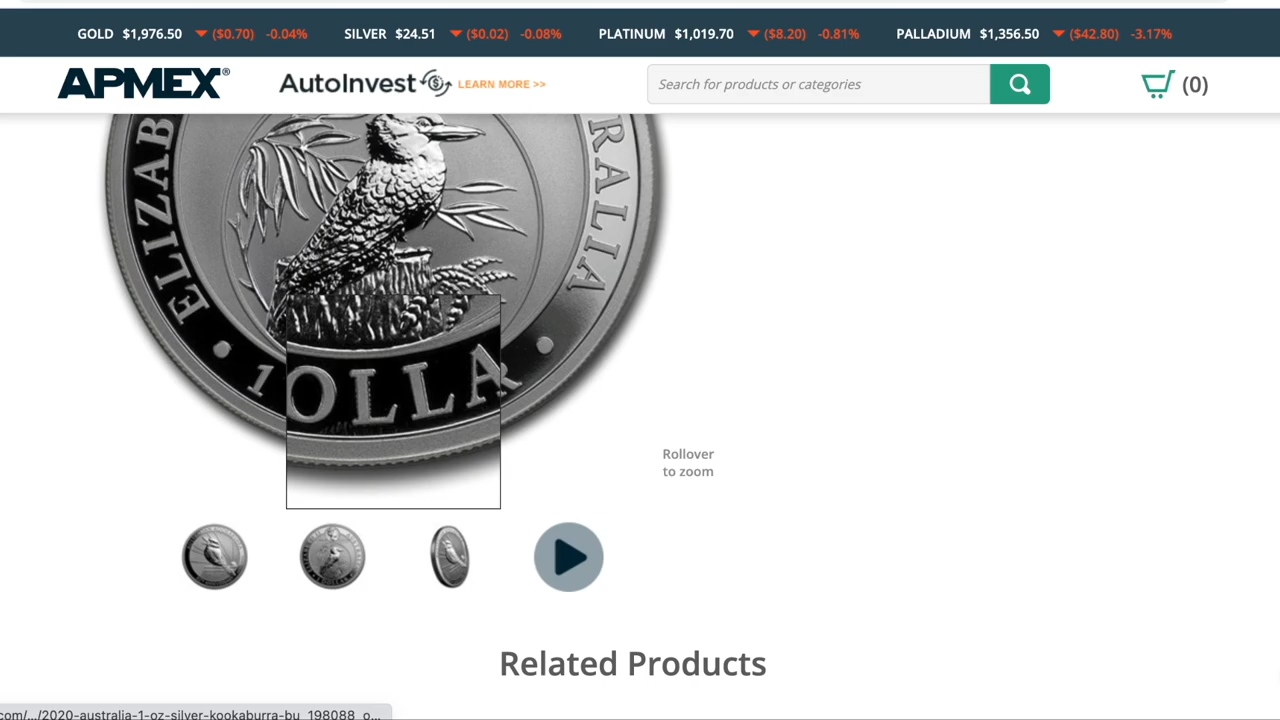 GOLD $1,976.50 ($0.70) -0.04% SILVER $24.51 ($0.02) -0.08% PLATINUM $1,019.70 ($8.20) -0.81% PALLADIUM $1,356.50 ($42.80) -3.17%
APMEX® AutoInvest LEARN MORE >> Search for products or categories (0)
ELIZAB
RALIA
1
OLLA
Rollover
to zoom
Related Products
com/.../2020-australia-1-oz-silver-kookaburra-bu_198088_o...